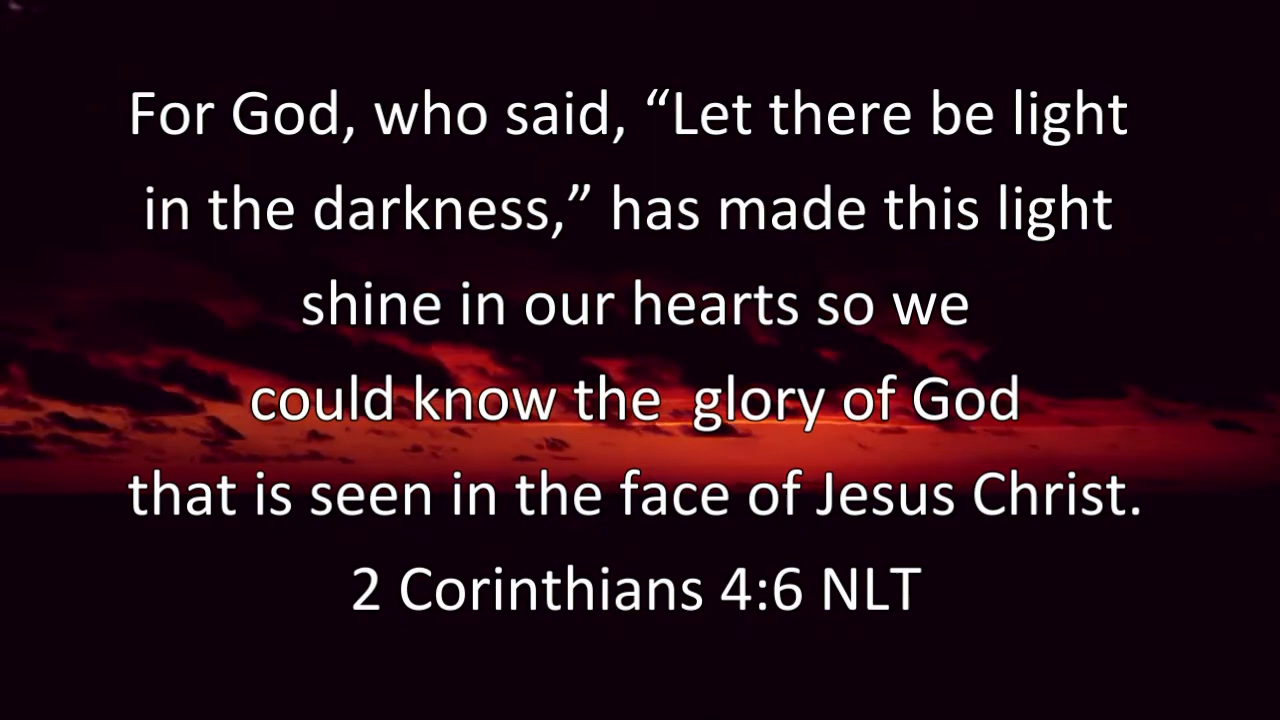 For God, who said, “Let there be light
in the darkness,” has made this light
shine in our hearts so we
could know the  glory of God
that is seen in the face of Jesus Christ.
2 Corinthians 4:6 NLT